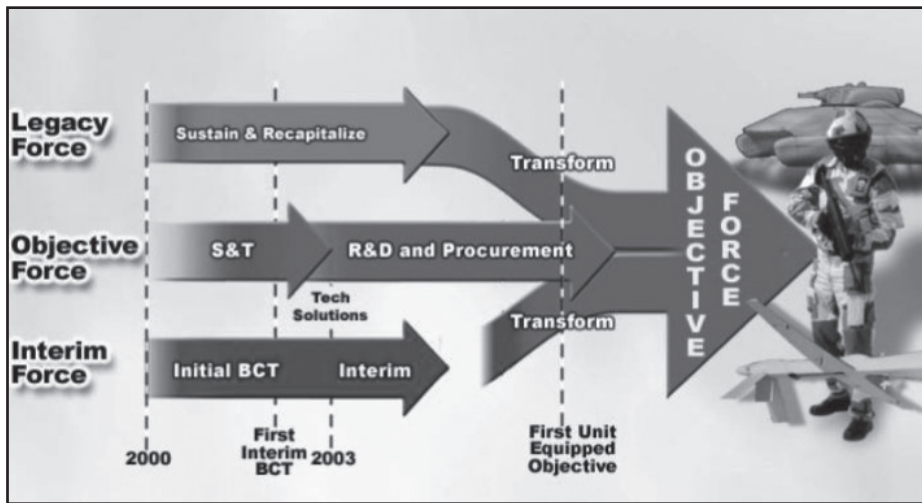 Legacy
Force
Sustain & Recapitalize
Transform
Objective
Force
S&T
R&D and Procurement
Tech
Solutions
Interim
Force
Initial BCT
Interim
Transform
OBJECTIVE
FORCE
2000
First
Interim
BCT
2003
First Unit
Equipped
Objective